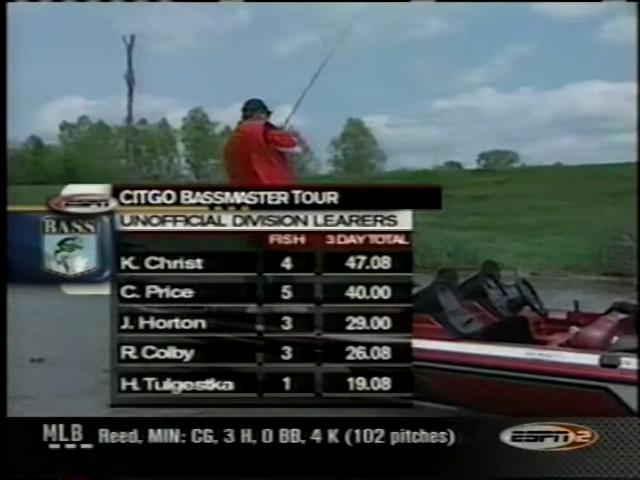 ESPN
CITGO BASSMASTER TOUR
BASS
UNOFFICIAL DIVISION LEARERS
FISH 3 DAY TOTAL
K. Christ 4 47.08
C. Price 5 40.00
J. Horton 3 29.00
R. Colby 3 26.08
H. Tulgestka 1 19.08
MLB Reed, MIN: CG, 3 H, 0 BB, 4 K (102 pitches)
ESPN2